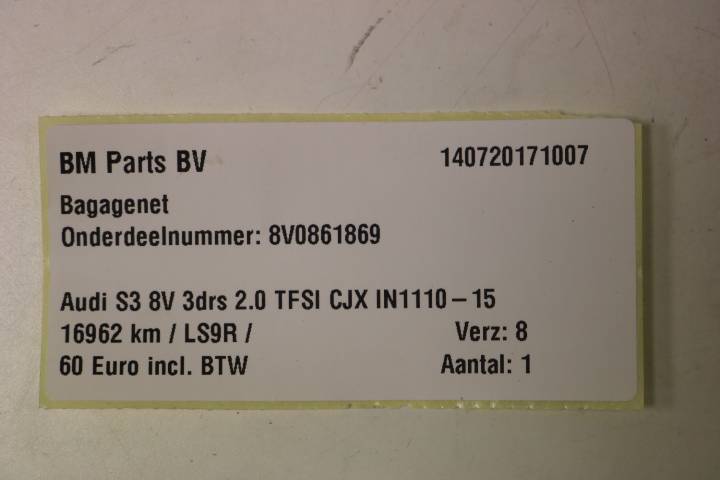 BM Parts BV 140720171007
Bagagenet
Onderdeelnummer: 8V0861869
Audi S3 8V 3drs 2.0 TFSI CJX IN1110 – 15
16962 km / LS9R / Verz: 8
60 Euro incl. BTW Aantal: 1